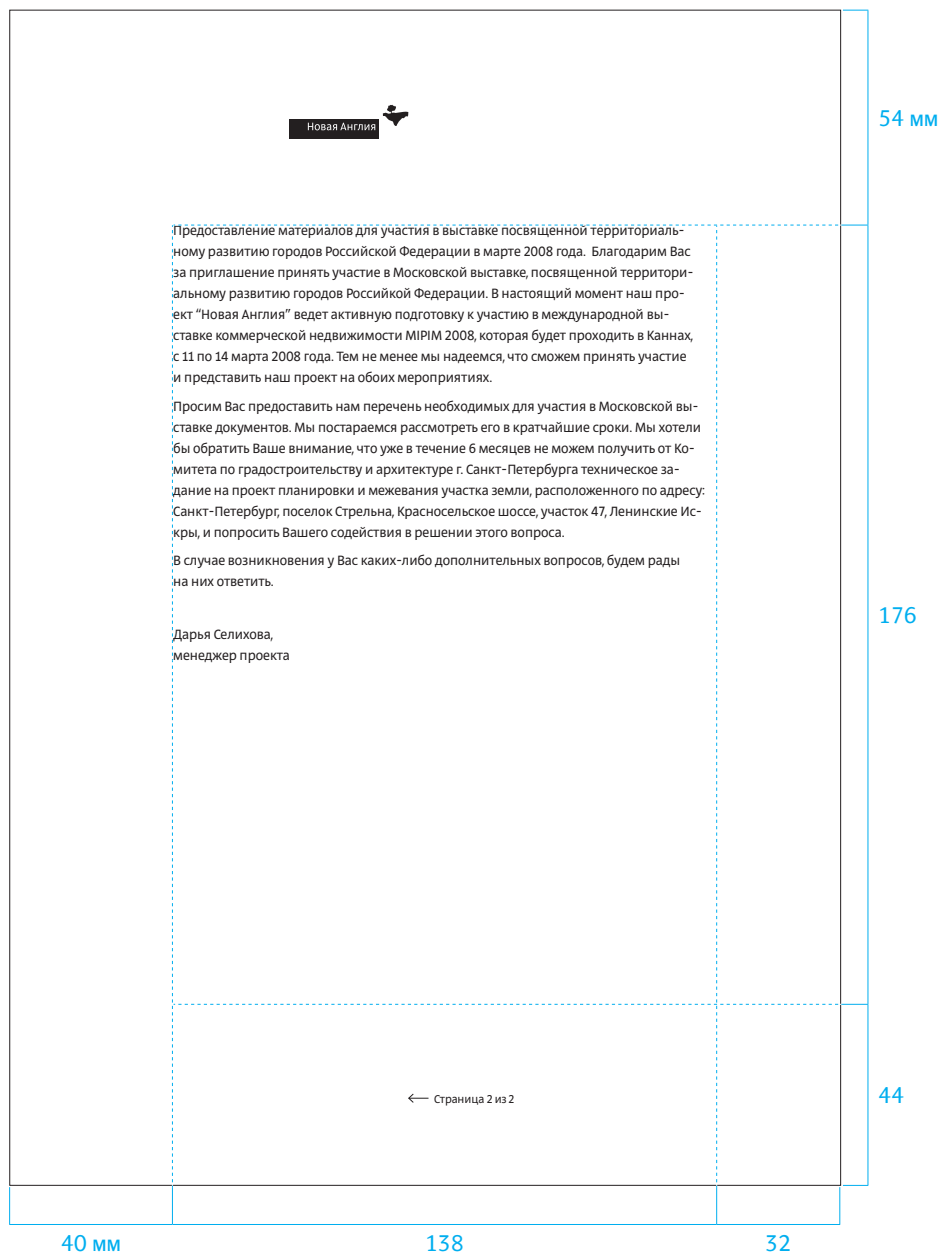 54 мм
Новая Англия
Предоставление материалов для участия в выставке посвященной территориаль-
ному развитию городов Российской Федерации в марте 2008 года.  Благодарим Вас
за приглашение принять участие в Московской выставке, посвященной территори-
альному развитию городов Российкой Федерации. В настоящий момент наш про-
ект “Новая Англия” ведет активную подготовку к участию в международной вы-
ставке коммерческой недвижимости MIPIM 2008, которая будет проходить в Каннах,
с 11 по 14 марта 2008 года. Тем не менее мы надеемся, что сможем принять участие
и представить наш проект на обоих мероприятиях.
Просим Вас предоставить нам перечень необходимых для участия в Московской вы-
ставке документов. Мы постараемся рассмотреть его в кратчайшие сроки. Мы хотели
бы обратить Ваше внимание, что уже в течение 6 месяцев не можем получить от Ко-
митета по градостроительству и архитектуре г. Санкт-Петербурга техническое за-
дание на проект планировки и межевания участка земли, расположенного по адресу:
Санкт-Петербург, поселок Стрельна, Красносельское шоссе, участок 47, Ленинские Ис-
кры, и попросить Вашего содействия в решении этого вопроса.
В случае возникновения у Вас каких-либо дополнительных вопросов, будем рады
на них ответить.
176
Дарья Селихова,
менеджер проекта
44
Страница 2 из 2
40 мм
138
32